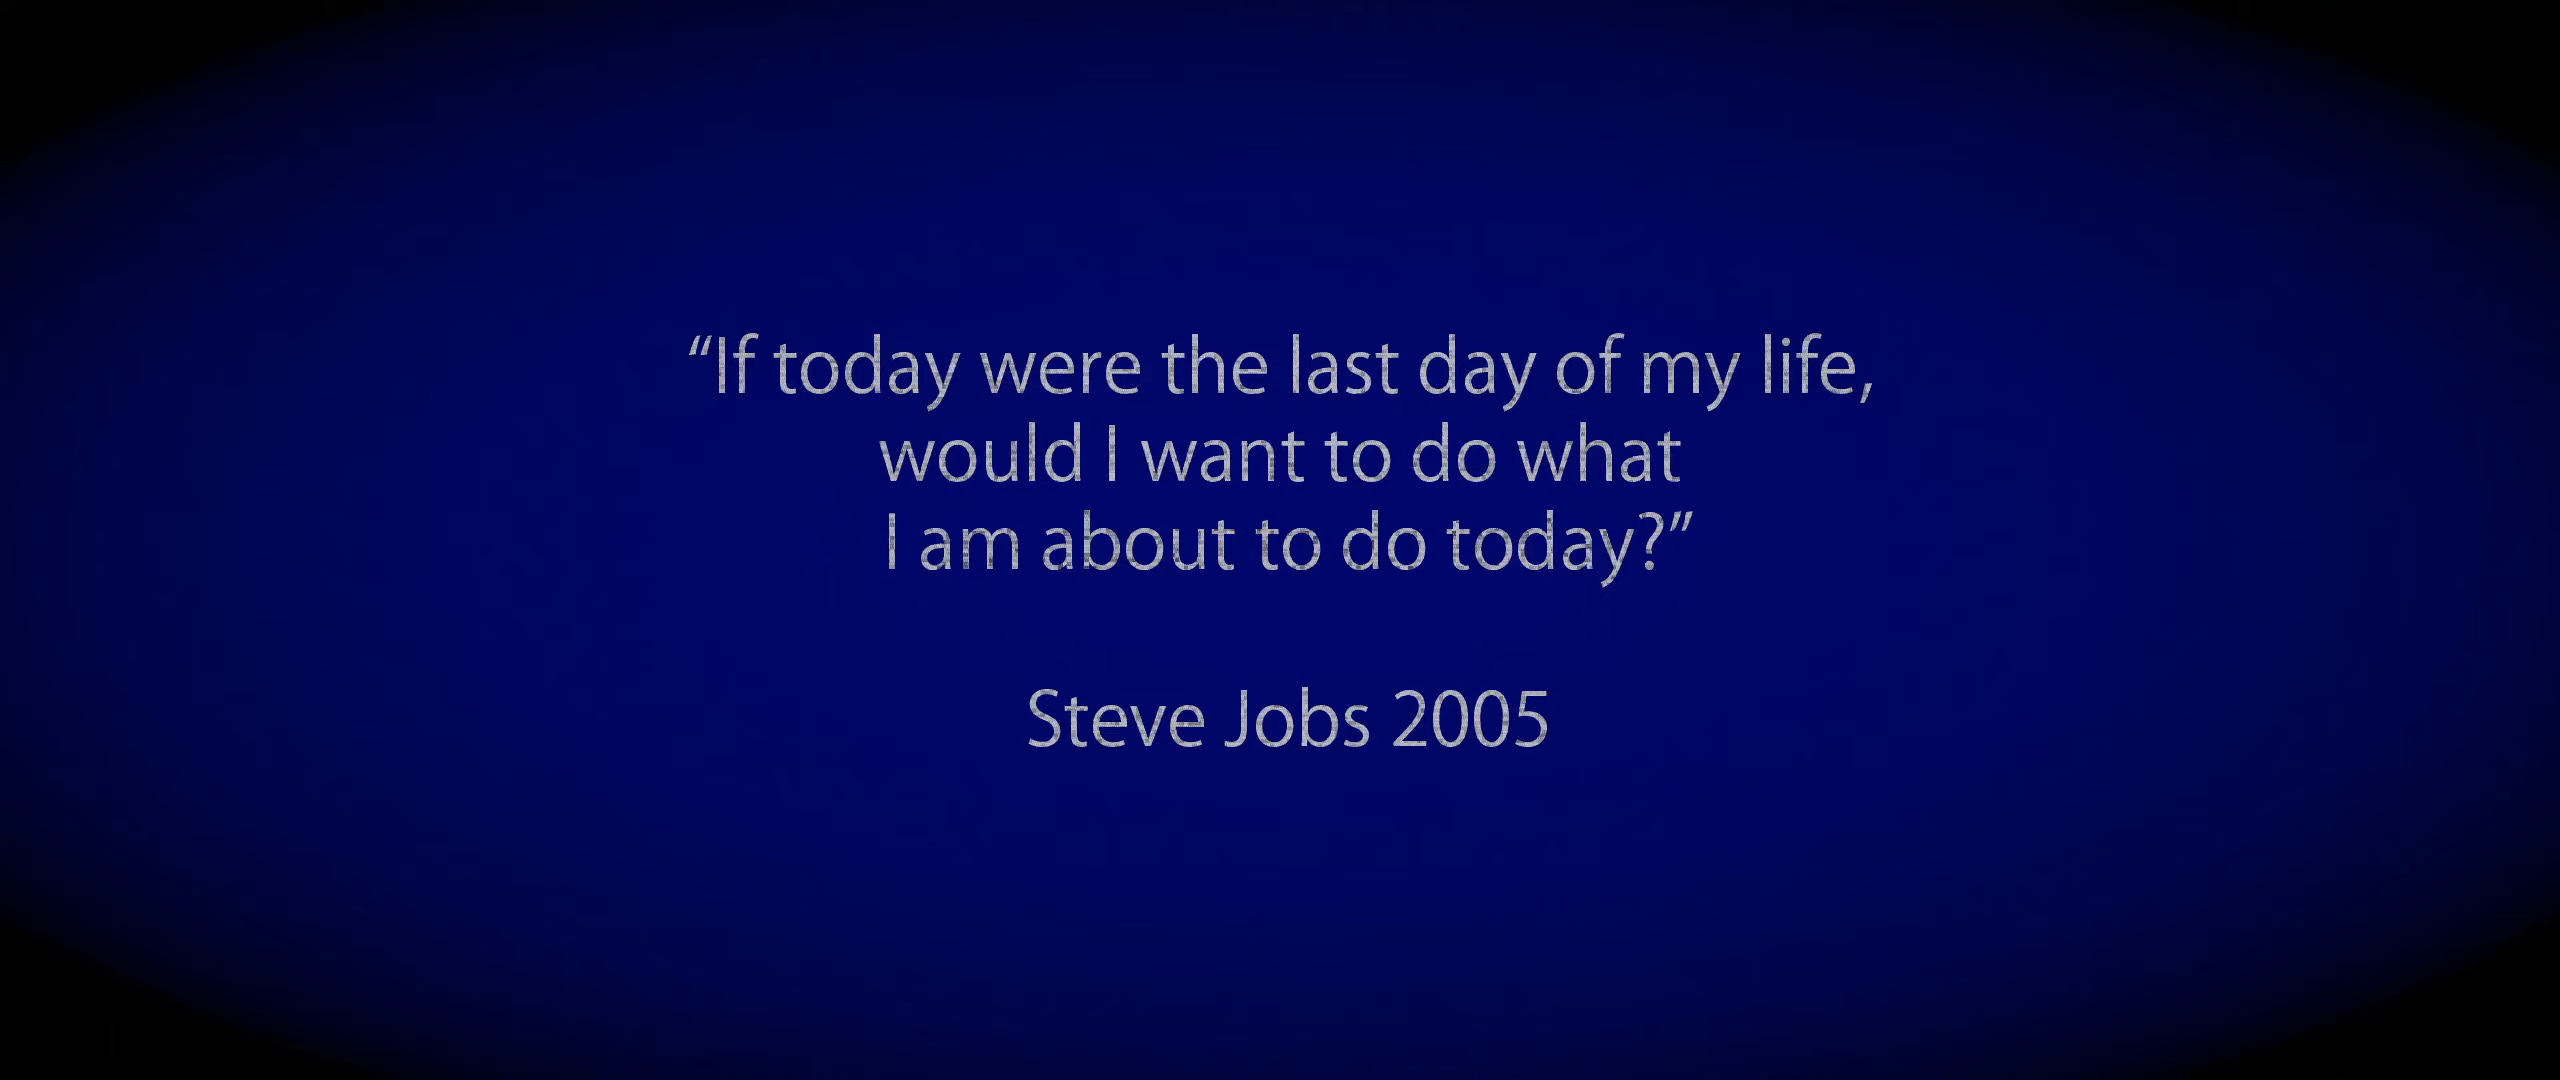 “If today were the last day of my life,
would I want to do what
I am about to do today?”
Steve Jobs 2005